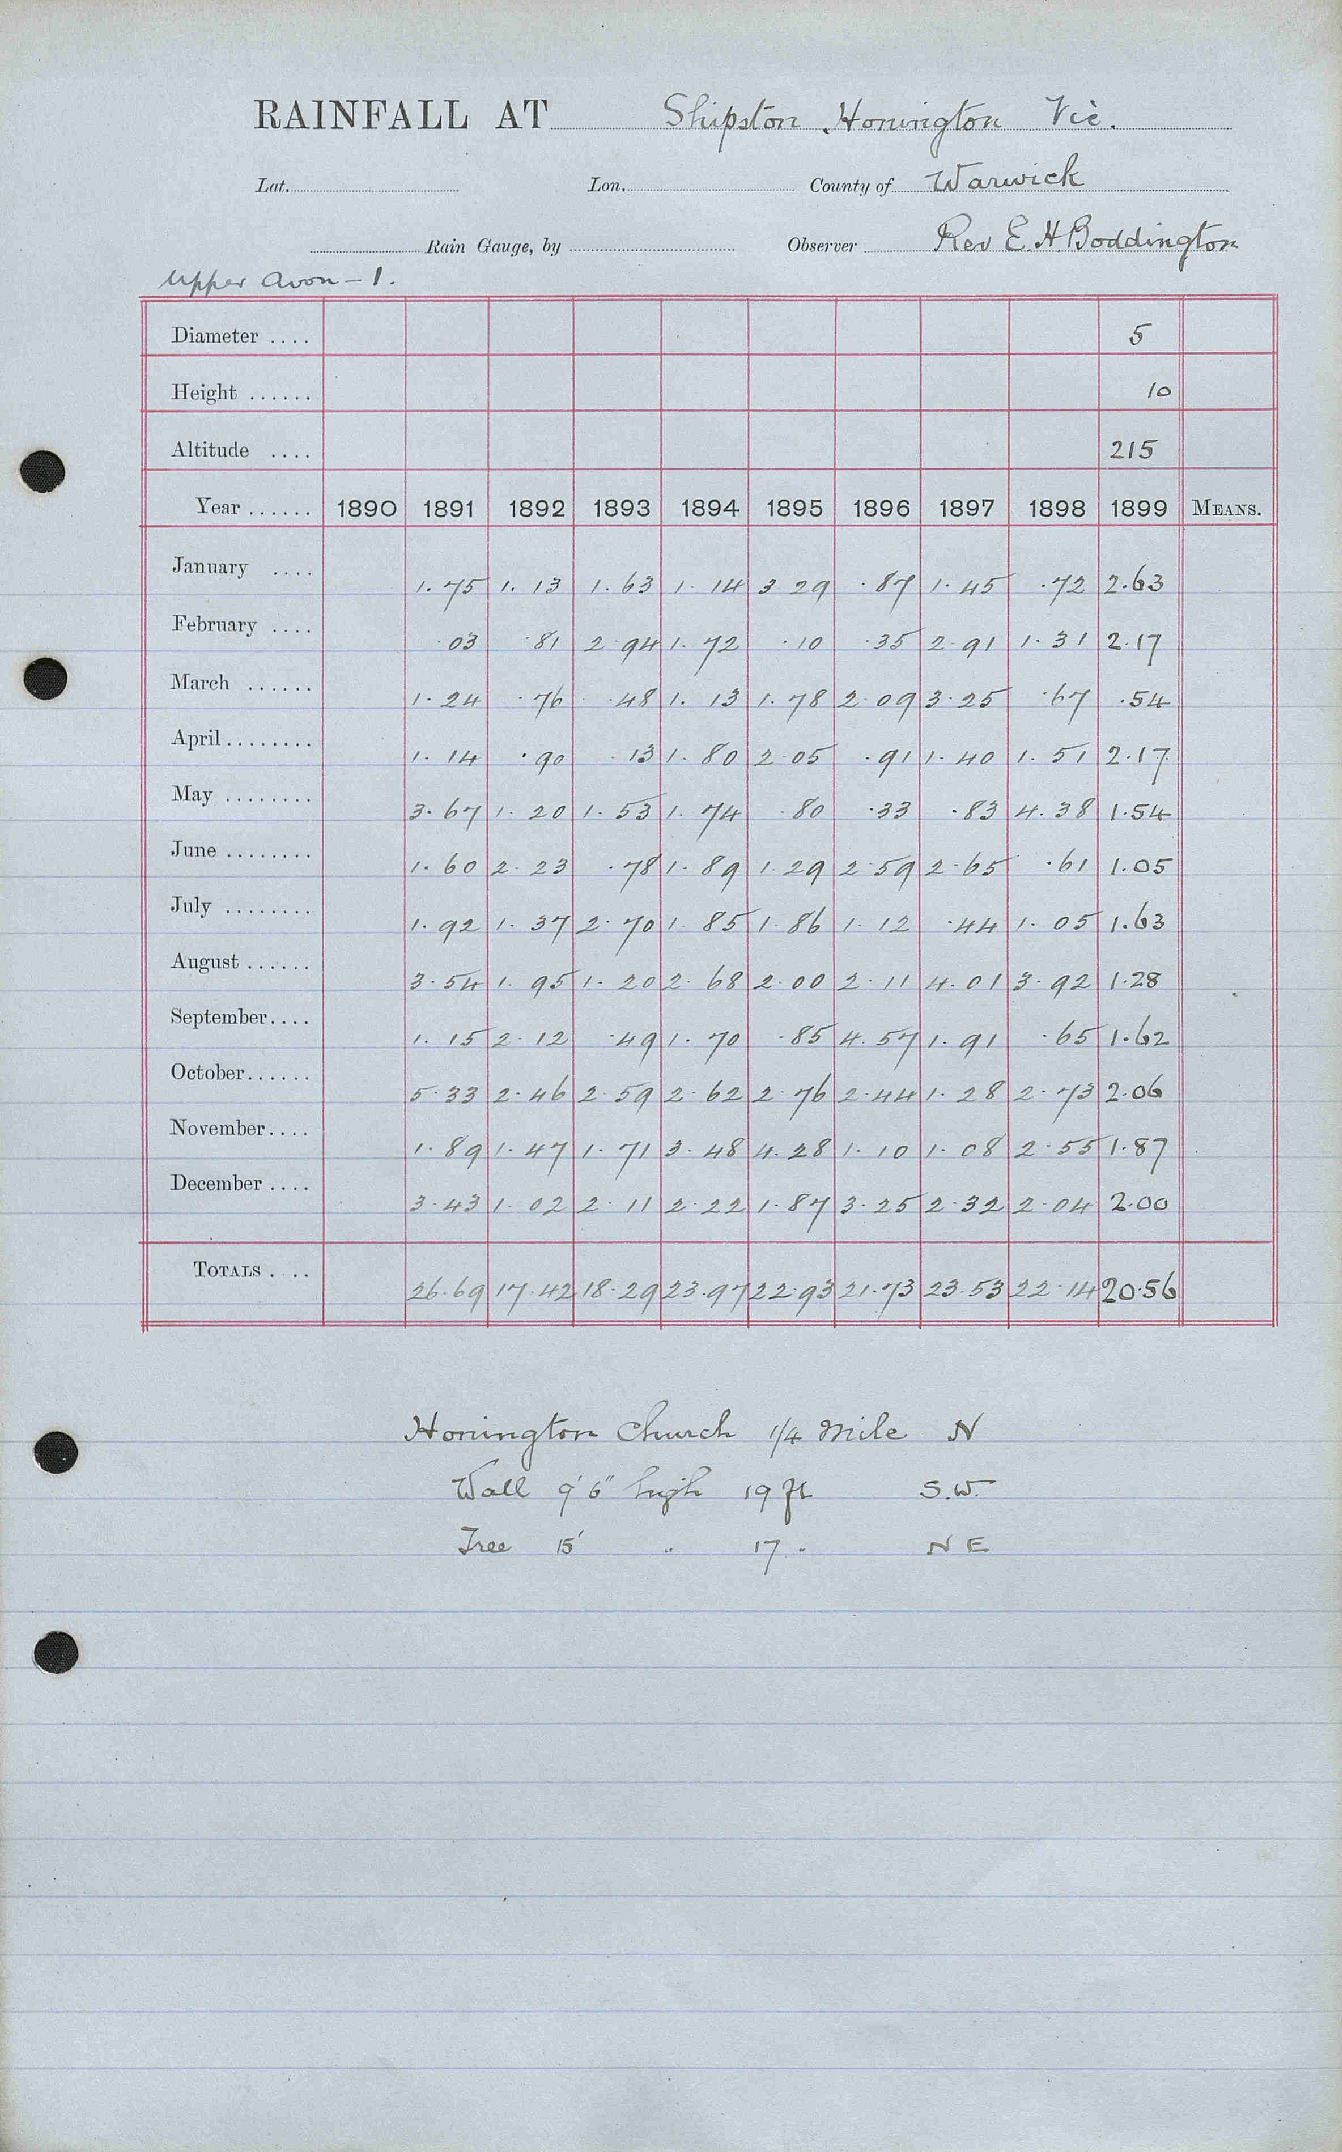 RAINFALL AT Shipston. Honington Vic.
Lat. Lon. County of Warwick
Rain Gauge, by Observer Rev E. H. Boddington
Upper Avon – 1.
Diameter .... 5
Height ...... 10
Altitude .... 215
Year ...... 1890 1891 1892 1893 1894 1895 1896 1897 1898 1899 MEANS.
January .... 1.75 1.13 1.63 1.14 3.29 .87 1.45 .72 2.63
February .... .03 .81 2.94 1.72 .10 .35 2.91 1.31 2.17
March ...... 1.24 .76 .48 1.13 1.78 2.09 3.25 .67 .54
April........ 1.14 .90 .13 1.80 2.05 .91 1.40 1.51 2.17
May ........ 3.67 1.20 1.53 1.74 .80 .33 .83 4.38 1.54
June ........ 1.60 2.23 .78 1.89 1.29 2.59 2.65 .61 1.05
July ........ 1.92 1.37 2.70 1.85 1.86 1.12 .44 1.05 1.63
August ...... 3.54 1.95 1.20 2.68 2.00 2.11 4.01 3.92 1.28
September.... 1.15 2.12 .49 1.70 .85 4.57 1.91 .65 1.62
October...... 5.33 2.46 2.59 2.62 2.76 2.44 1.28 2.73 2.06
November.... 1.89 1.47 1.71 3.48 4.28 1.10 1.08 2.55 1.87
December .... 3.43 1.02 2.11 2.22 1.87 3.25 2.32 2.04 2.00
TOTALS .... 26.69 17.42 18.29 23.97 22.93 21.73 23.53 22.14 20.56
Honington Church 1/4 Mile N
Wall 9' 6" high 19 ft S.W.
Tree 15' " 17 " N E